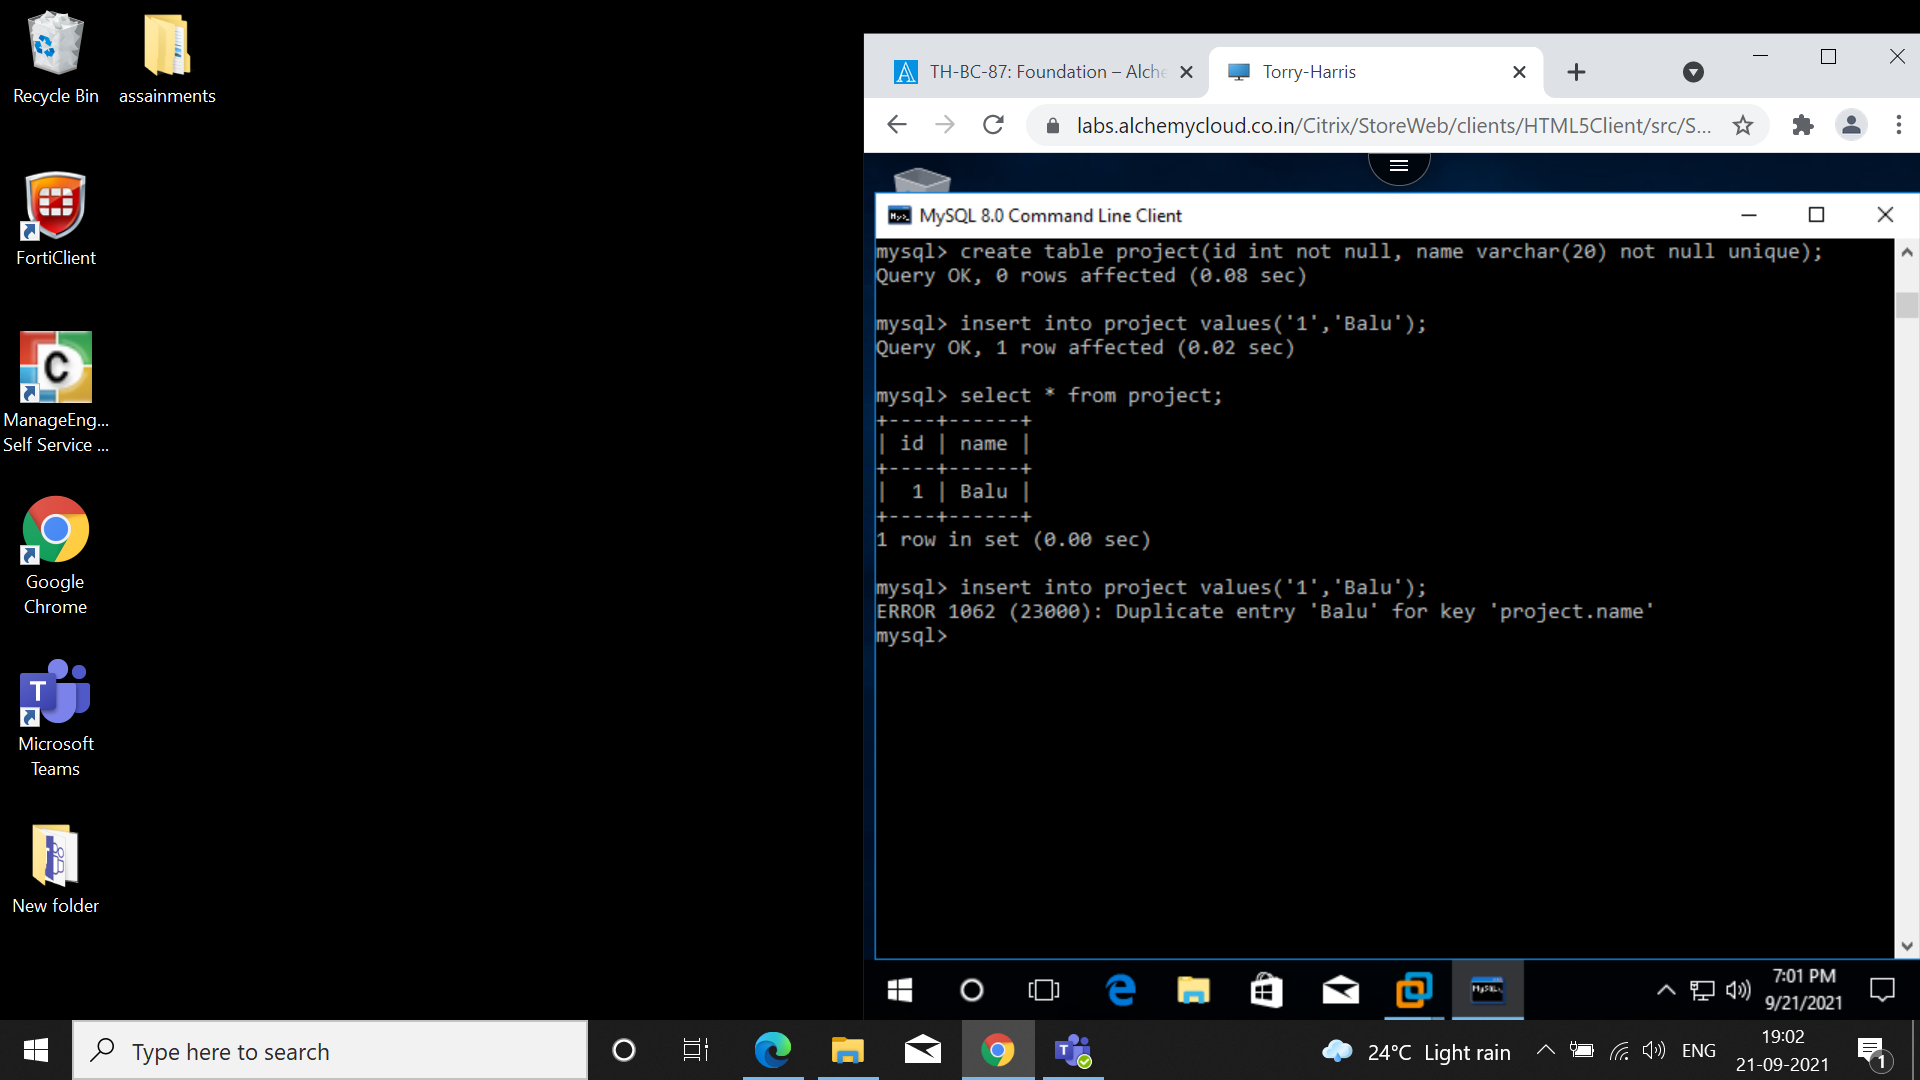 Recycle Bin
assainments
FortiClient
ManageEng...
Self Service ...
Google
Chrome
Microsoft
Teams
New folder
TH-BC-87: Foundation – Alche
Torry-Harris
labs.alchemycloud.co.in/Citrix/StoreWeb/clients/HTML5Client/src/S...
MySQL 8.0 Command Line Client
mysql> create table project(id int not null, name varchar(20) not null unique);
Query OK, 0 rows affected (0.08 sec)
mysql> insert into project values('1','Balu');
Query OK, 1 row affected (0.02 sec)
mysql> select * from project;
+----+------+
| id | name |
+----+------+
|  1 | Balu |
+----+------+
1 row in set (0.00 sec)
mysql> insert into project values('1','Balu');
ERROR 1062 (23000): Duplicate entry 'Balu' for key 'project.name'
mysql>
7:01 PM
9/21/2021
Type here to search
24°C Light rain
ENG
19:02
21-09-2021
1